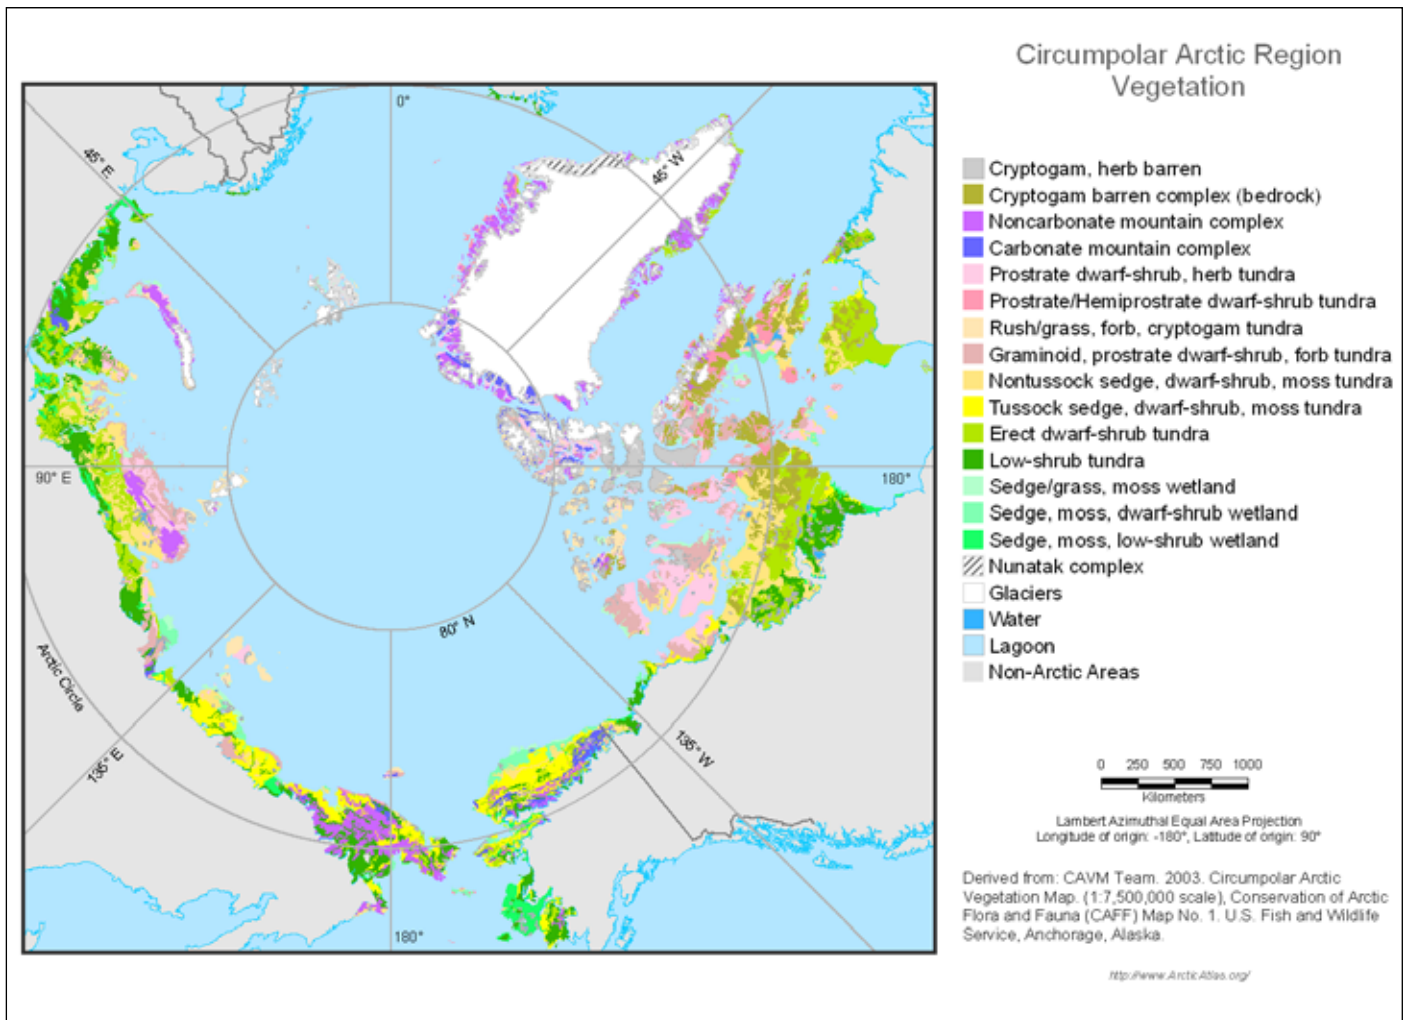 Circumpolar Arctic Region
Vegetation
Cryptogam, herb barren
Cryptogam barren complex (bedrock)
Noncarbonate mountain complex
Carbonate mountain complex
Prostrate dwarf-shrub, herb tundra
Prostrate/Hemiprostrate dwarf-shrub tundra
Rush/grass, forb, cryptogam tundra
Graminoid, prostrate dwarf-shrub, forb tundra
Nontussock sedge, dwarf-shrub, moss tundra
Tussock sedge, dwarf-shrub, moss tundra
Erect dwarf-shrub tundra
Low-shrub tundra
Sedge/grass, moss wetland
Sedge, moss, dwarf-shrub wetland
Sedge, moss, low-shrub wetland
Nunatak complex
Glaciers
Water
Lagoon
Non-Arctic Areas
0°
45° E
45° W
90° E
180°
80° N
Arctic Circle
135° E
135° W
180°
0 250 500 750 1000
Kilometers
Lambert Azimuthal Equal Area Projection
Longitude of origin: -180°, Latitude of origin: 90°
Derived from: CAVM Team. 2003. Circumpolar Arctic
Vegetation Map. (1:7,500,000 scale), Conservation of Arctic
Flora and Fauna (CAFF) Map No. 1. U.S. Fish and Wildlife
Service, Anchorage, Alaska.
http://www.ArcticAtlas.org/